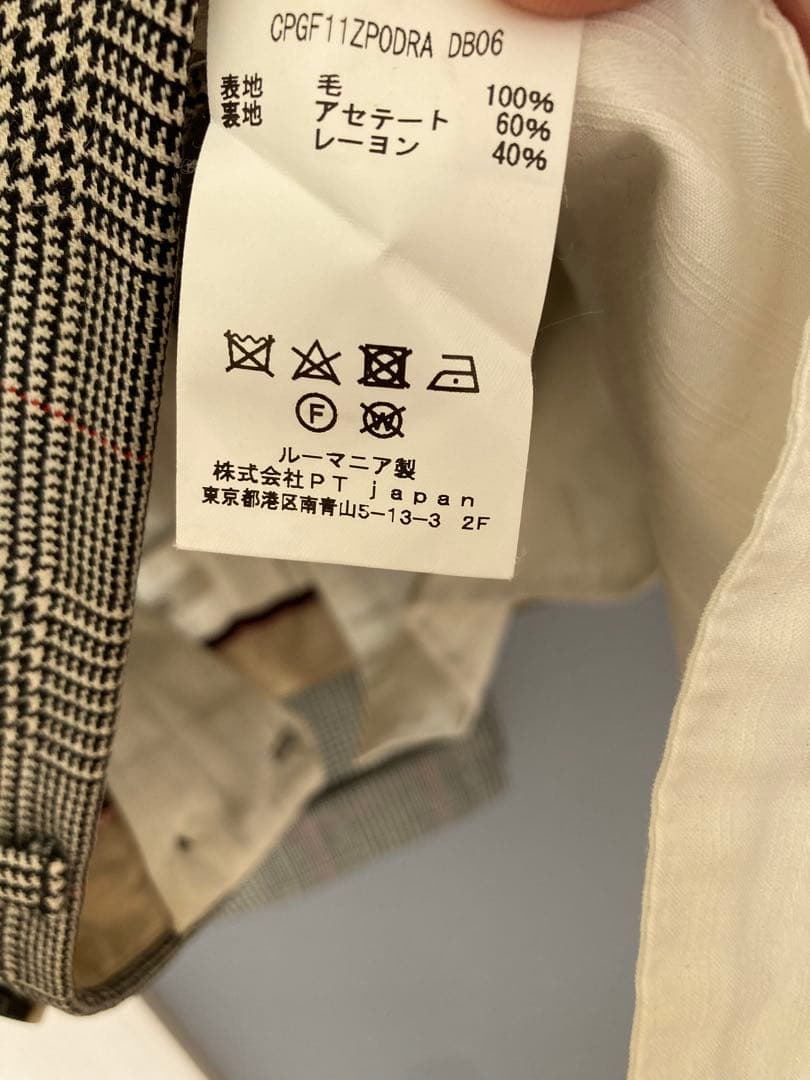 CPGF11ZPODRA DB06
表地 毛 100%
裏地 アセテート 60%
レーヨン 40%
F W
ルーマニア製
株式会社PT japan
東京都港区南青山5-13-3 2F